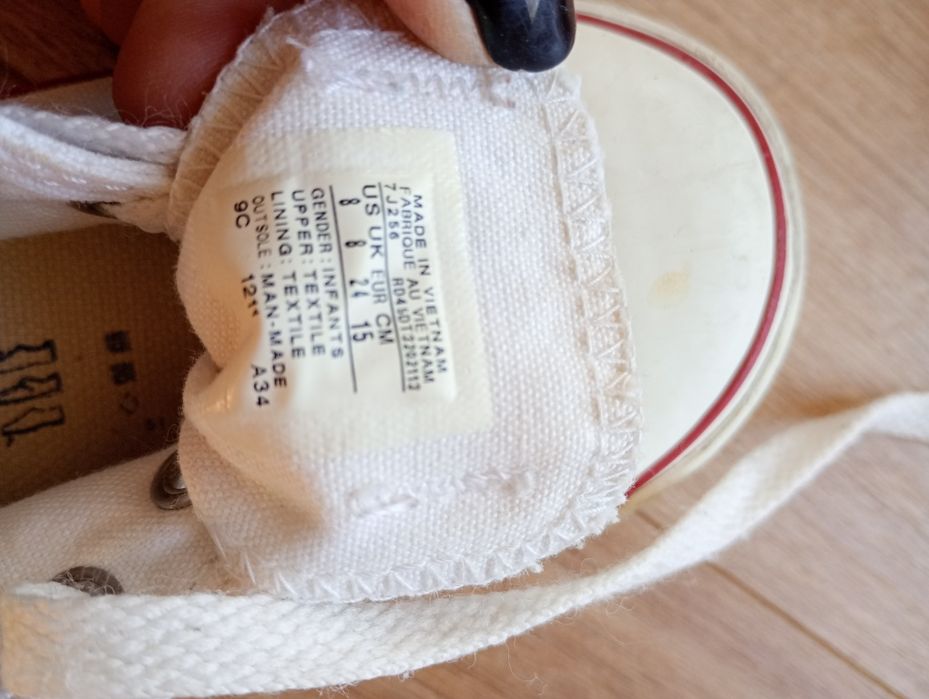 MADE IN VIETNAM
FABRIQUE AU VIETNAM
7J256 RD45DT2202112
US UK EUR CM
8 8 24 15
GENDER: INFANTS
UPPER: TEXTILE
LINING: TEXTILE
OUTSOLE: MAN-MADE
9C A34